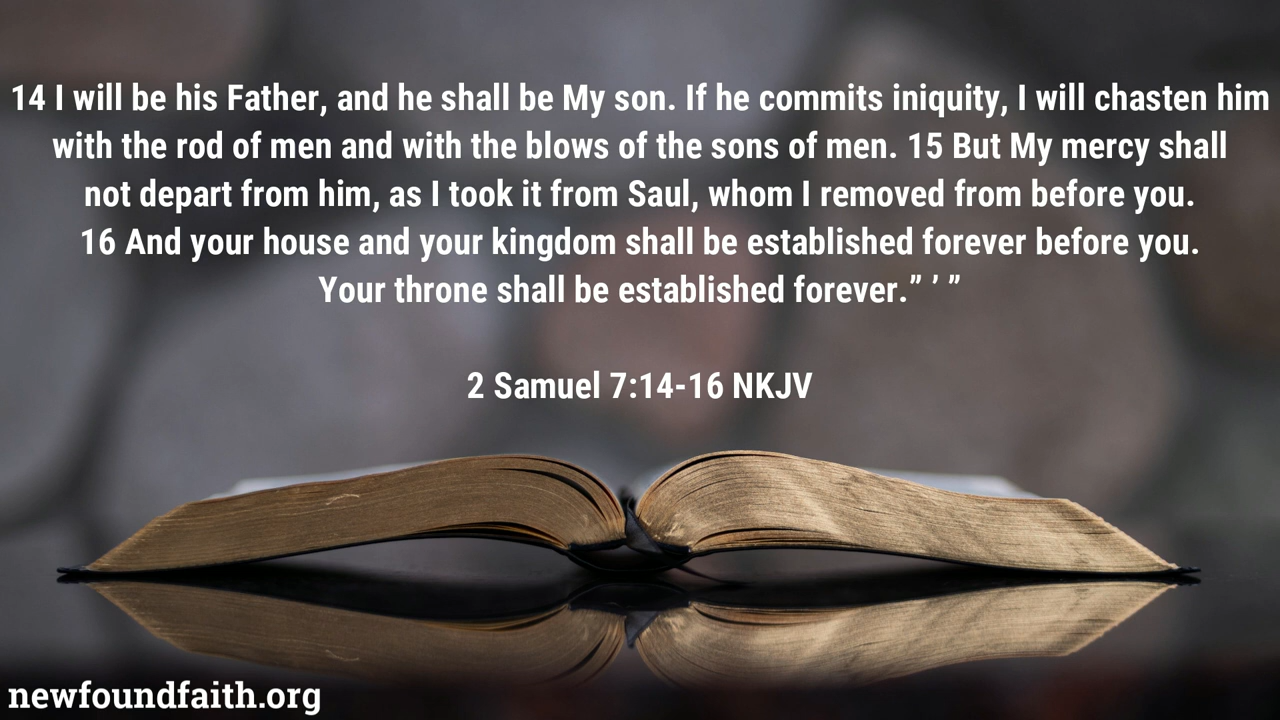 14 I will be his Father, and he shall be My son. If he commits iniquity, I will chasten him
with the rod of men and with the blows of the sons of men. 15 But My mercy shall
not depart from him, as I took it from Saul, whom I removed from before you.
16 And your house and your kingdom shall be established forever before you.
Your throne shall be established forever.” ’ ”
2 Samuel 7:14-16 NKJV
newfoundfaith.org